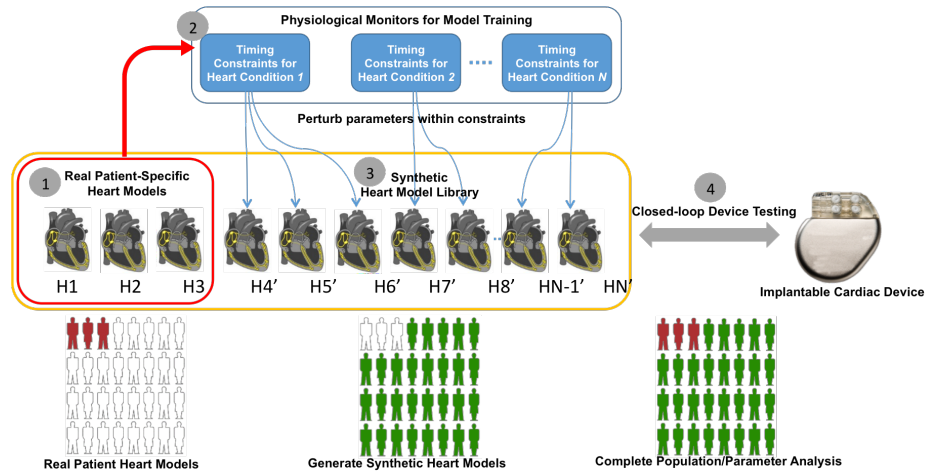 Physiological Monitors for Model Training
2
Timing
Constraints for
Heart Condition 1
Timing
Constraints for
Heart Condition 2
Timing
Constraints for
Heart Condition N
Perturb parameters within constraints
1
Real Patient-Specific
Heart Models
3
Synthetic
Heart Model Library
4
Closed-loop Device Testing
H1 H2 H3 H4’ H5’ H6’ H7’ H8’ HN-1’ HN’
Implantable Cardiac Device
Real Patient Heart Models
Generate Synthetic Heart Models
Complete Population/Parameter Analysis